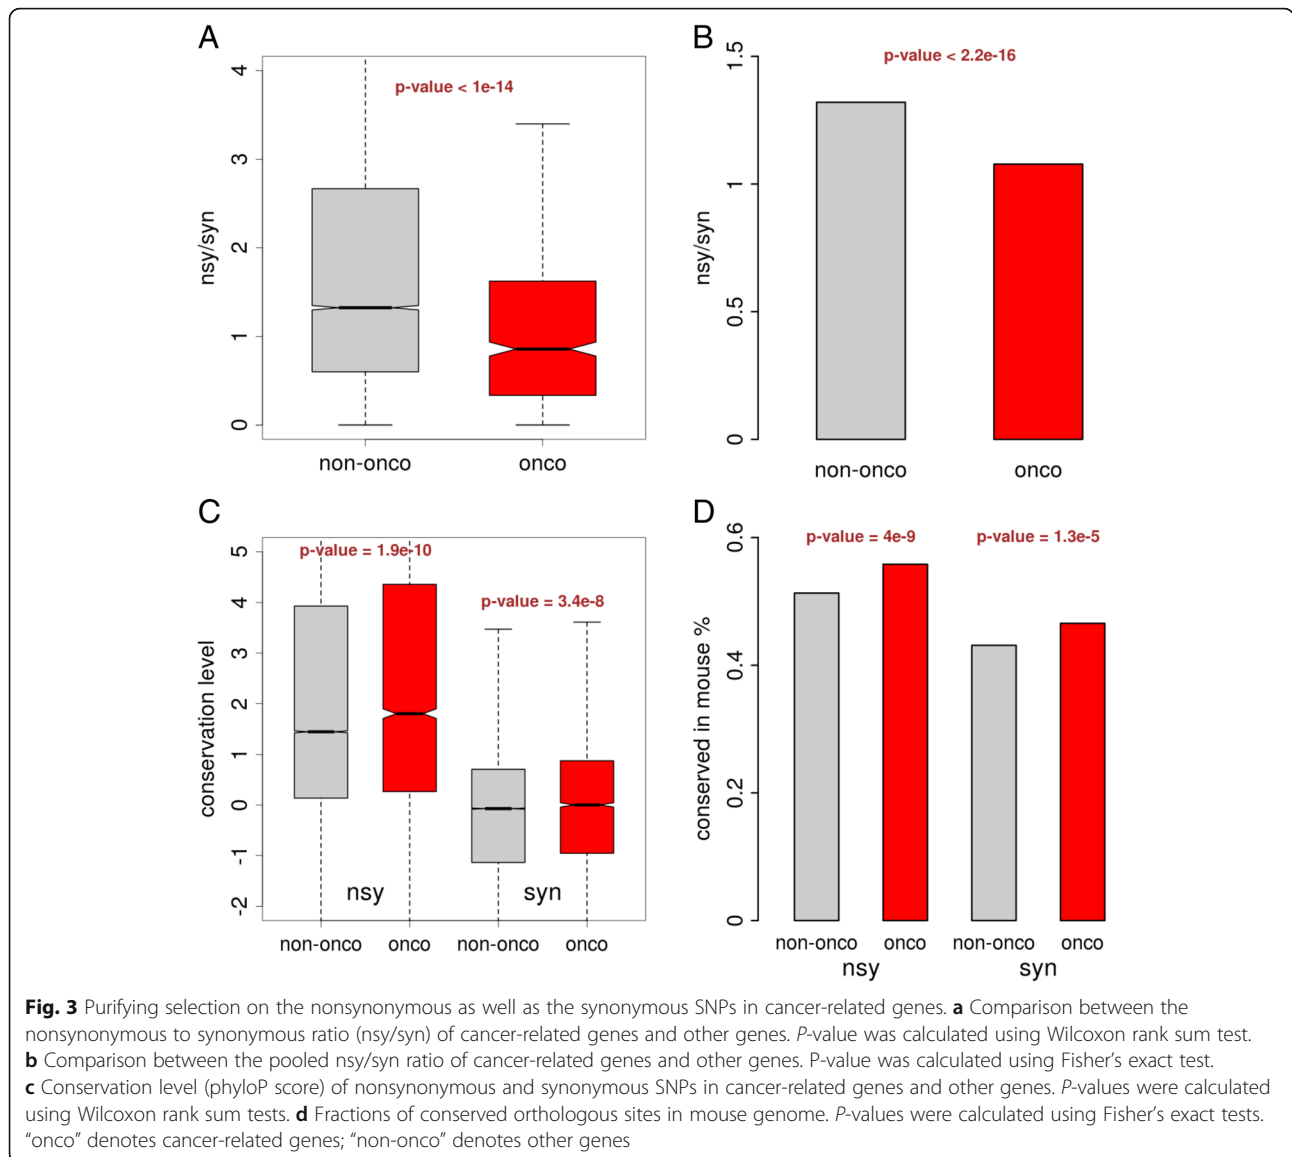 A
p-value < 1e-14
nsy/syn
4
3
2
1
0
non-onco
onco
B
p-value < 2.2e-16
nsy/syn
1.5
1
0.5
0
non-onco
onco
C
p-value = 1.9e-10
p-value = 3.4e-8
conservation level
5
4
3
2
1
0
-1
-2
nsy
syn
non-onco
onco
non-onco
onco
D
p-value = 4e-9
p-value = 1.3e-5
conserved in mouse %
0.6
0.4
0.2
0
non-onco
onco
non-onco
onco
nsy
syn
Fig. 3 Purifying selection on the nonsynonymous as well as the synonymous SNPs in cancer-related genes. a Comparison between the
nonsynonymous to synonymous ratio (nsy/syn) of cancer-related genes and other genes. P-value was calculated using Wilcoxon rank sum test.
b Comparison between the pooled nsy/syn ratio of cancer-related genes and other genes. P-value was calculated using Fisher's exact test.
c Conservation level (phyloP score) of nonsynonymous and synonymous SNPs in cancer-related genes and other genes. P-values were calculated
using Wilcoxon rank sum tests. d Fractions of conserved orthologous sites in mouse genome. P-values were calculated using Fisher's exact tests.
“onco” denotes cancer-related genes; “non-onco” denotes other genes